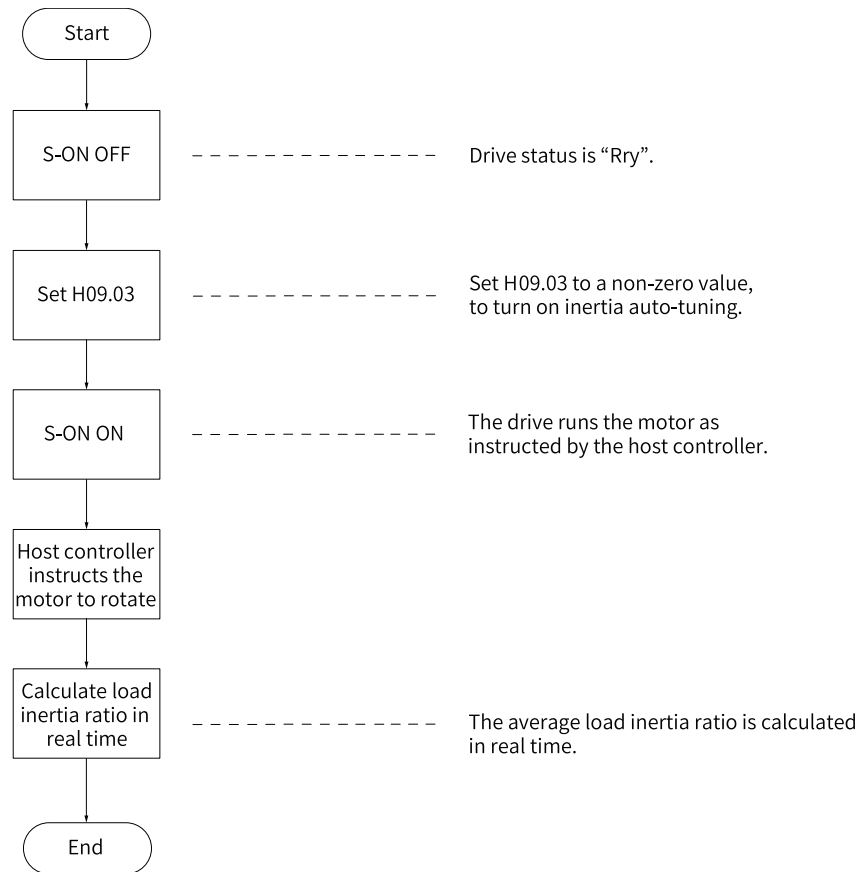 Start
S-ON OFF
Drive status is “Rry”.
Set H09.03
Set H09.03 to a non-zero value,
to turn on inertia auto-tuning.
S-ON ON
The drive runs the motor as
instructed by the host controller.
Host controller
instructs the
motor to rotate
Calculate load
inertia ratio in
real time
The average load inertia ratio is calculated
in real time.
End